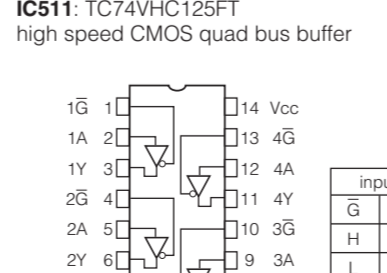 IC511: TC74VHC125FT
high speed CMOS quad bus buffer
1G̅ 1 14 Vcc
1A 2 13 4G̅
1Y 3 12 4A
2G̅ 4 11 4Y
2A 5 10 3G̅
2Y 6 9 3A
G̅
H